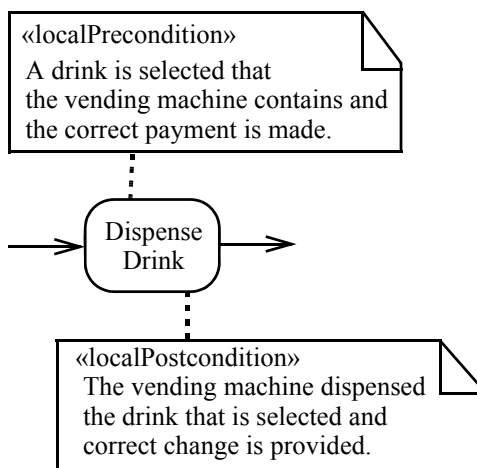 «localPrecondition»
A drink is selected that
the vending machine contains and
the correct payment is made.
Dispense
Drink
«localPostcondition»
The vending machine dispensed
the drink that is selected and
correct change is provided.